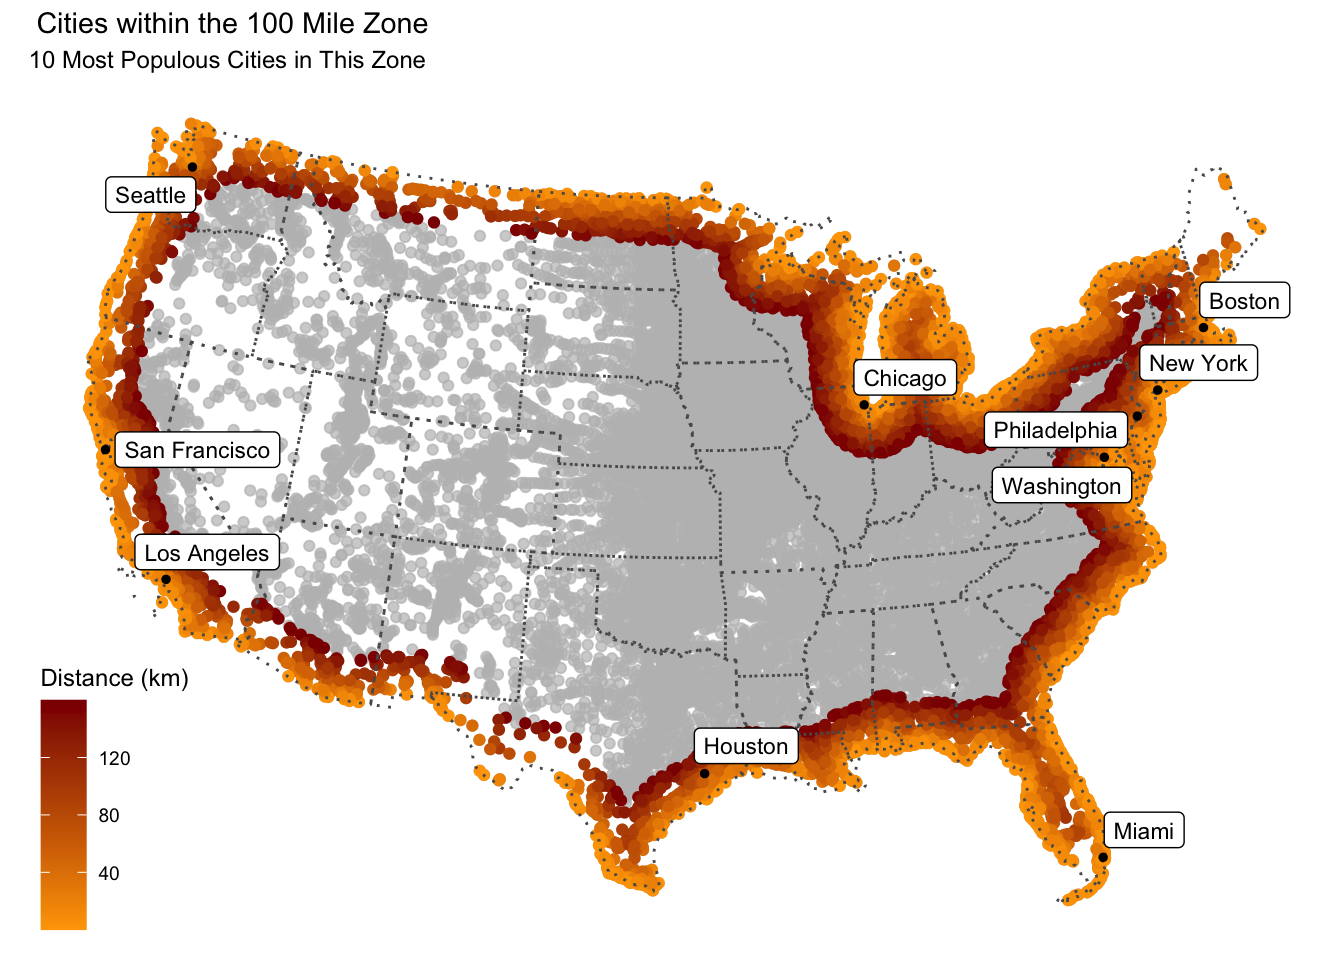 Cities within the 100 Mile Zone
10 Most Populous Cities in This Zone
Seattle
Boston
New York
Chicago
Philadelphia
San Francisco
Washington
Los Angeles
Distance (km)
Houston
120
80
Miami
40